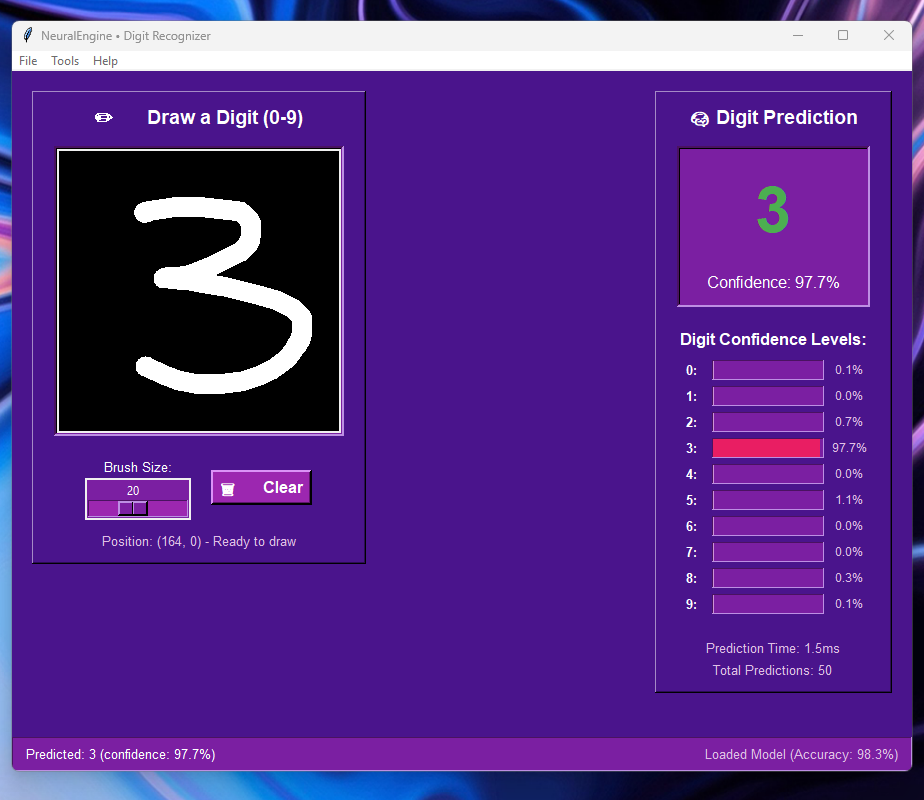 NeuralEngine • Digit Recognizer
File Tools Help
Draw a Digit (0-9)
3
Brush Size:
20
Clear
Position: (164, 0) - Ready to draw
Digit Prediction
3
Confidence: 97.7%
Digit Confidence Levels:
0: 0.1%
1: 0.0%
2: 0.7%
3: 97.7%
4: 0.0%
5: 1.1%
6: 0.0%
7: 0.0%
8: 0.3%
9: 0.1%
Prediction Time: 1.5ms
Total Predictions: 50
Predicted: 3 (confidence: 97.7%)
Loaded Model (Accuracy: 98.3%)